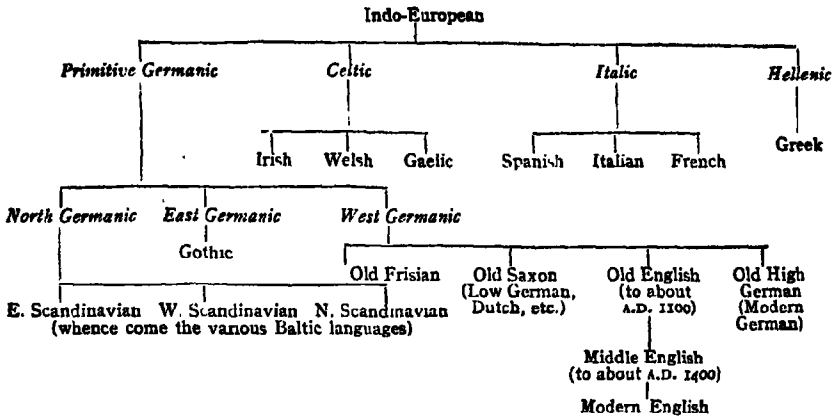 Indo-European
Primitive Germanic Celtic Italic Hellenic
Irish Welsh Gaelic Spanish Italian French Greek
North Germanic East Germanic West Germanic
Gothic
Old Frisian Old Saxon Old English Old High
(Low German, (to about German
Dutch, etc.) A.D. 1100) (Modern
German)
E. Scandinavian W. Scandinavian N. Scandinavian
(whence come the various Baltic languages)
Middle English
(to about A.D. 1400)
Modern English